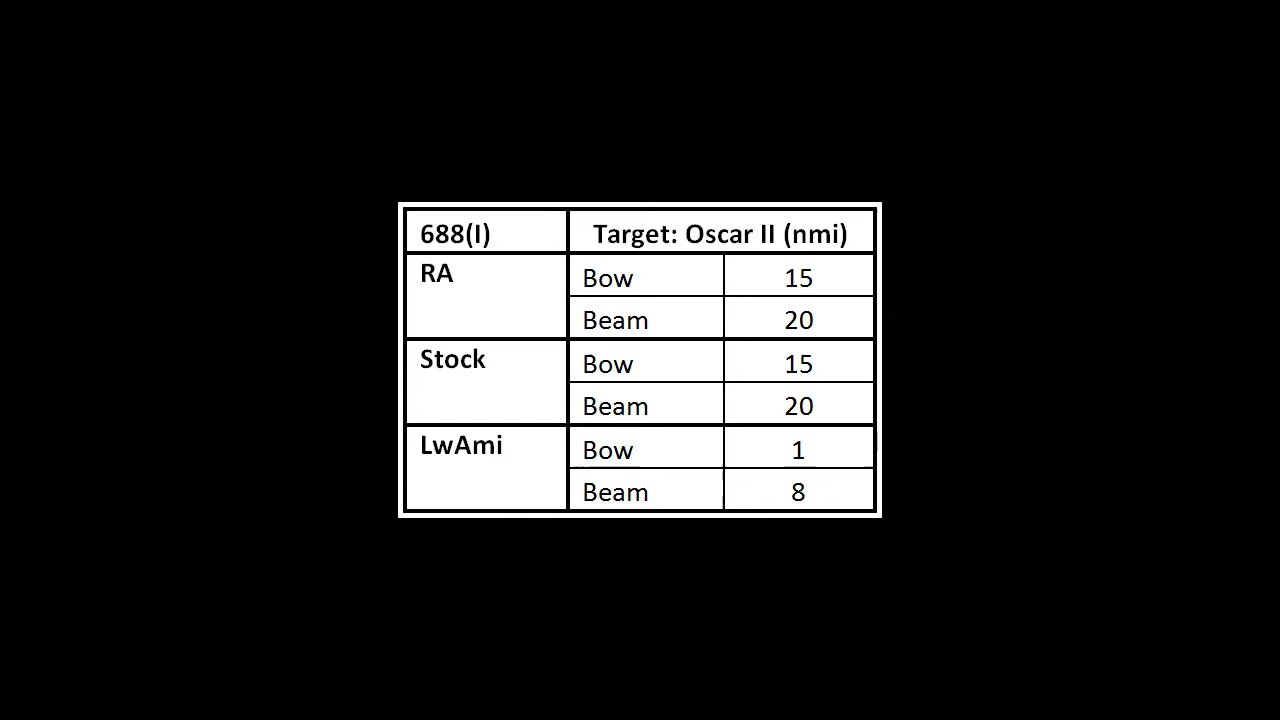 688(I) Target: Oscar II (nmi)
RA Bow 15
Beam 20
Stock Bow 15
Beam 20
LwAmi Bow 1
Beam 8